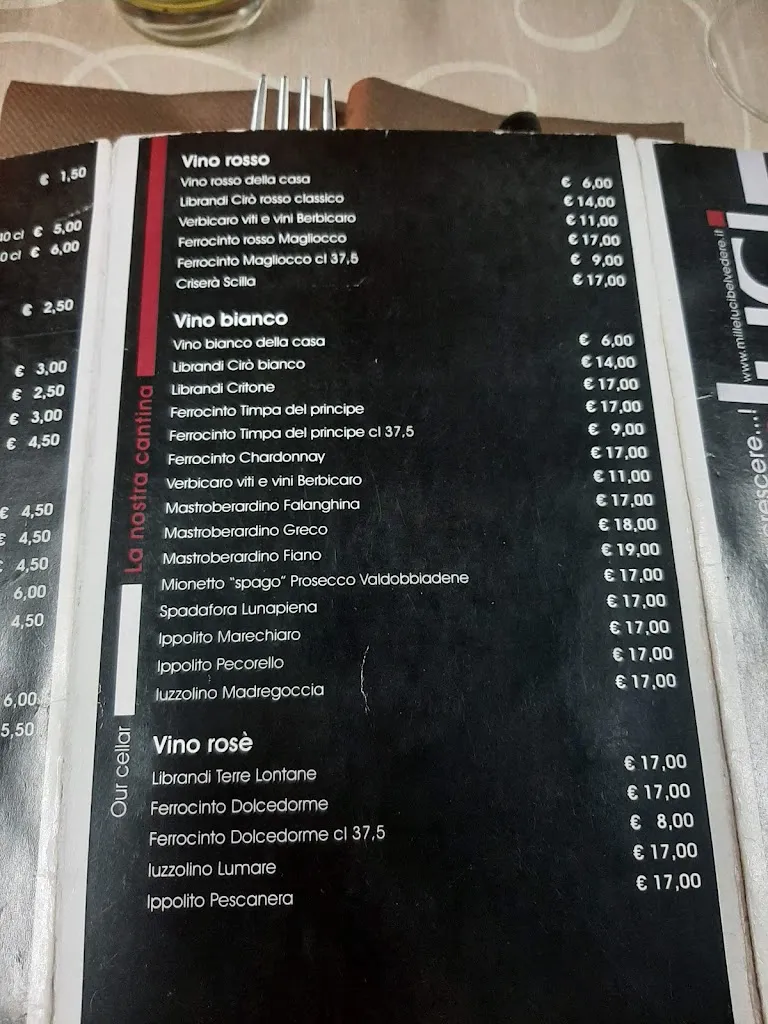 € 1,50
€ 5,00
€ 6,00
€ 2,50
€ 3,00
€ 2,50
€ 3,00
€ 4,50
€ 4,50
€ 4,50
€ 4,50
6,00
4,50
6,00
5,50
La nostra cantina
Our cellar
Vino rosso
Vino rosso della casa € 6,00
Librandi Cirò rosso classico € 14,00
Verbicaro viti e vini Berbicaro € 11,00
Ferrocinto rosso Magliocco € 17,00
Ferrocinto Magliocco cl 37,5 € 9,00
Criserà Scilla € 17,00
Vino bianco
Vino bianco della casa € 6,00
Librandi Cirò bianco € 14,00
Librandi Critone € 17,00
Ferrocinto Timpa del principe € 17,00
Ferrocinto Timpa del principe cl 37,5 € 9,00
Ferrocinto Chardonnay € 17,00
Verbicaro viti e vini Berbicaro € 11,00
Mastroberardino Falanghina € 17,00
Mastroberardino Greco € 18,00
Mastroberardino Fiano € 19,00
Mionetto “spago” Prosecco Valdobbiadene € 17,00
Spadafora Lunapiena € 17,00
Ippolito Marechiaro € 17,00
Ippolito Pecorello € 17,00
Iuzzolino Madregoccia € 17,00
Vino rosè
Librandi Terre Lontane € 17,00
Ferrocinto Dolcedorme € 17,00
Ferrocinto Dolcedorme cl 37,5 € 8,00
Iuzzolino Lumare € 17,00
Ippolito Pescanera € 17,00
www.millelucibelvedere.it